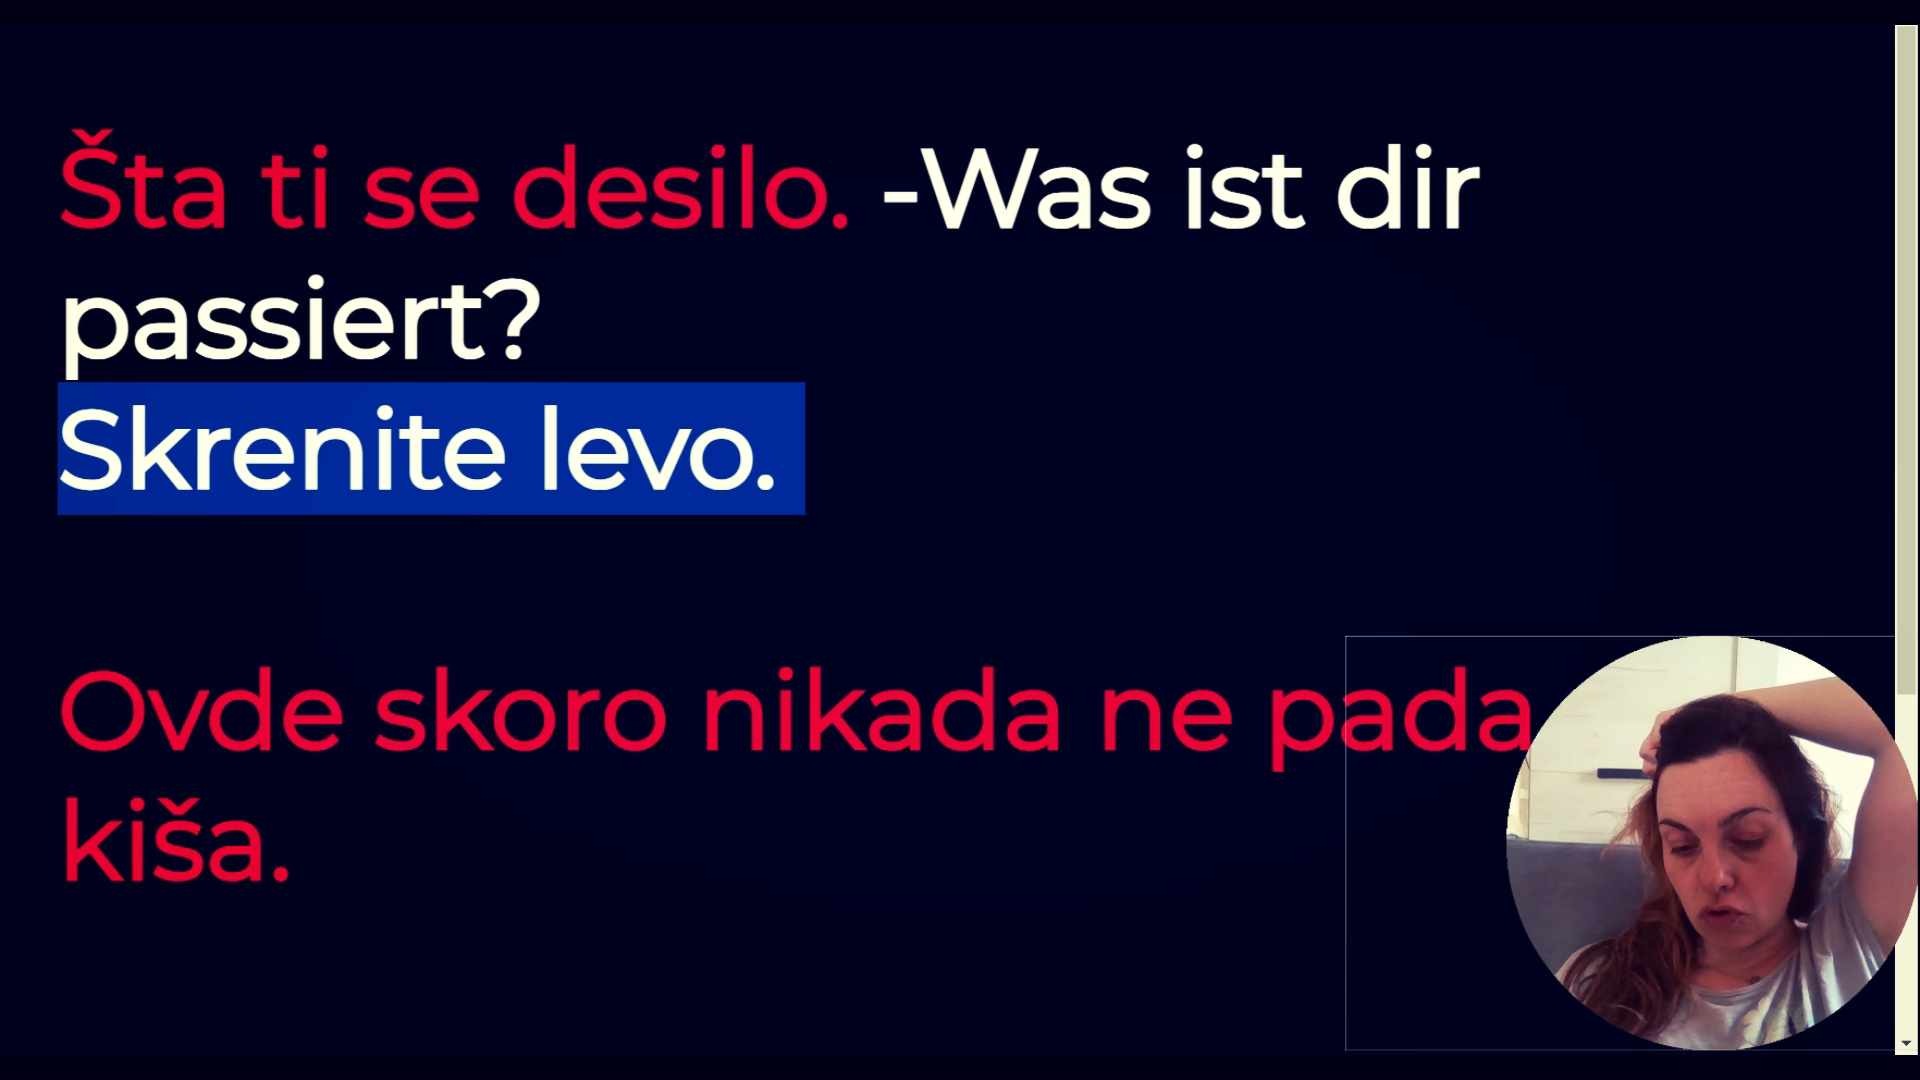 Šta ti se desilo. -Was ist dir
passiert?
Skrenite levo.
Ovde skoro nikada ne pada
kiša.